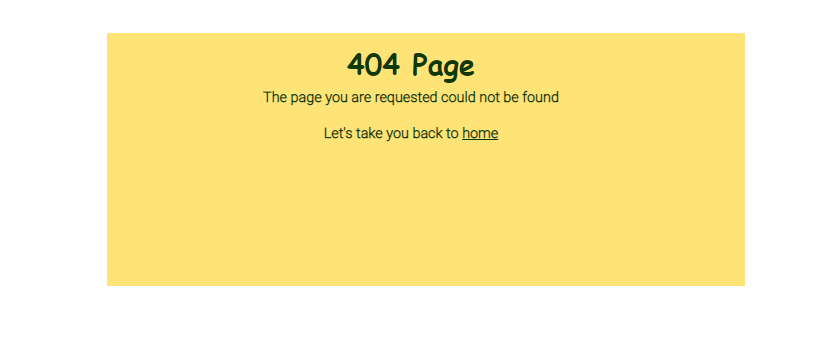 404 Page
The page you are requested could not be found
Let's take you back to home